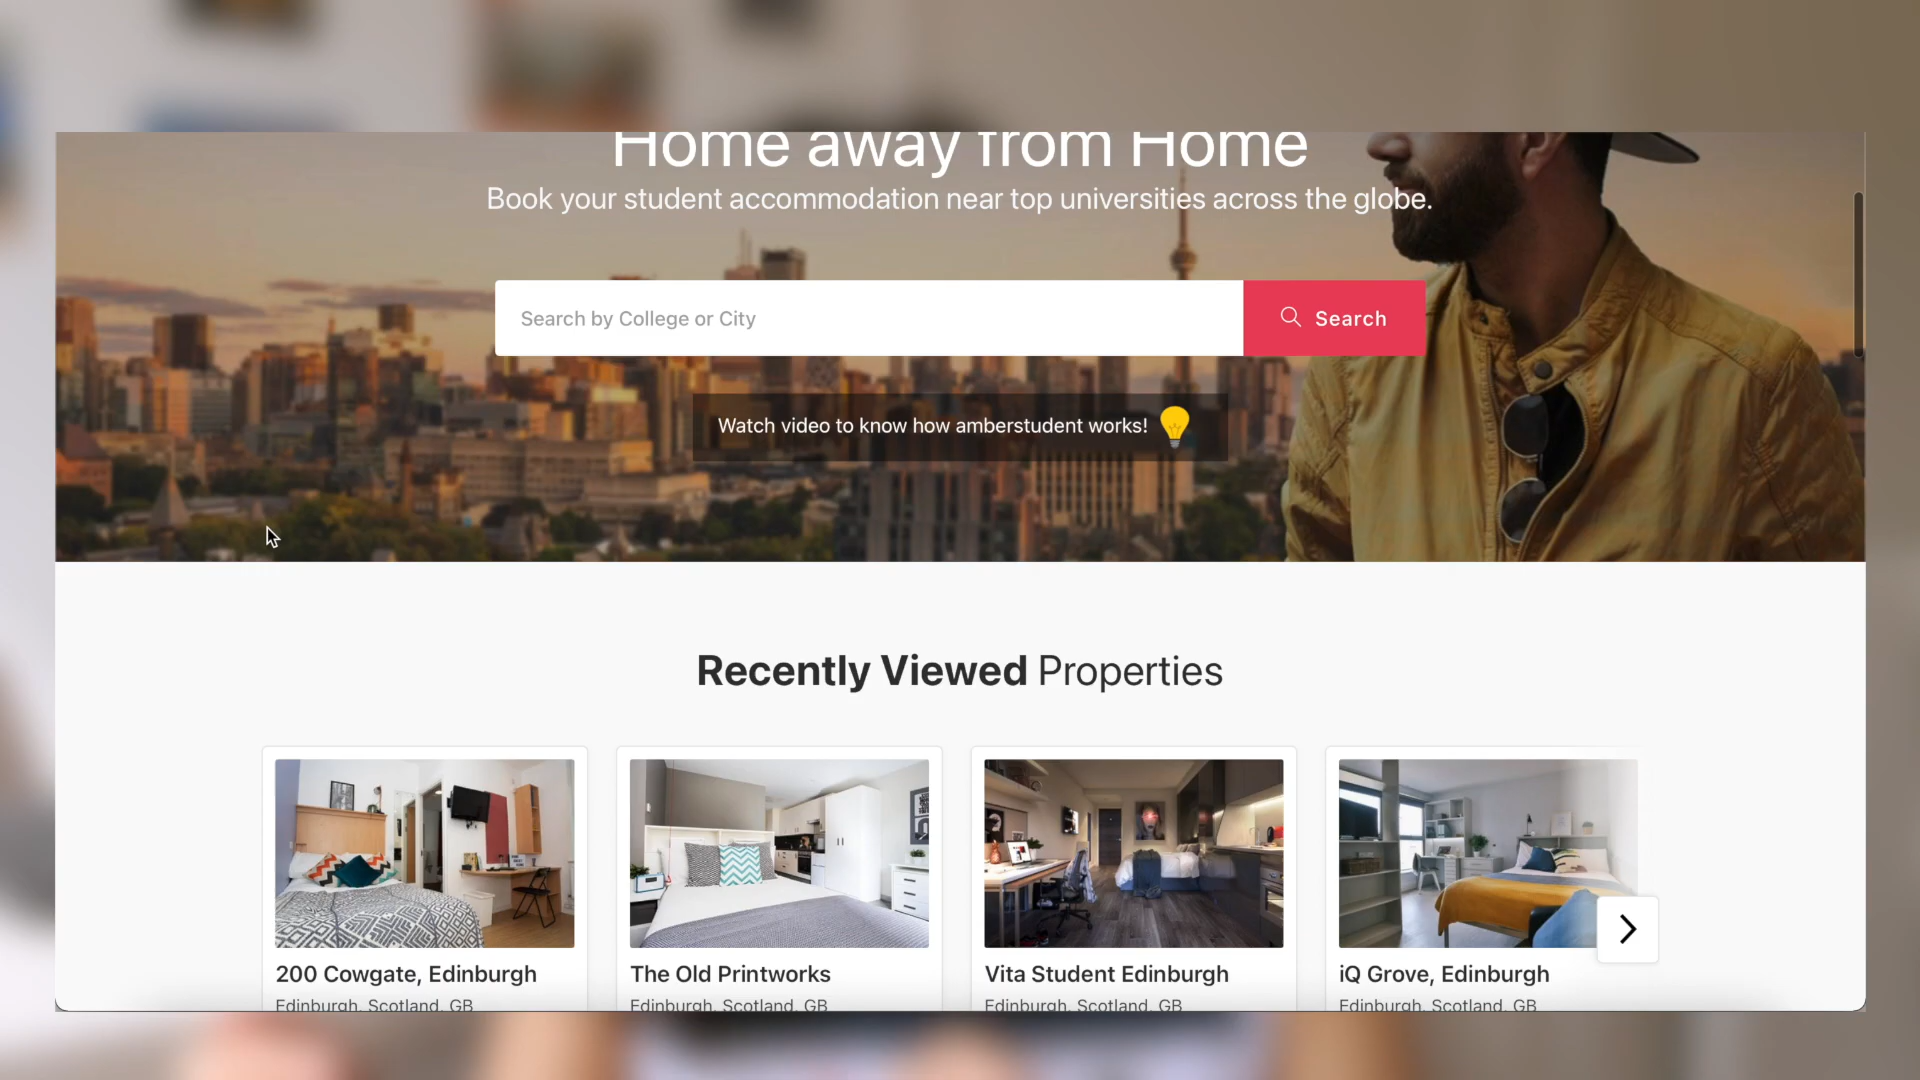 Home away from Home
Book your student accommodation near top universities across the globe.
Search by College or City
Search
Watch video to know how amberstudent works!
Recently Viewed Properties
200 Cowgate, Edinburgh
The Old Printworks
Vita Student Edinburgh
iQ Grove, Edinburgh
Edinburgh, Scotland, GB
Edinburgh, Scotland, GB
Edinburgh, Scotland, GB
Edinburgh, Scotland, GB